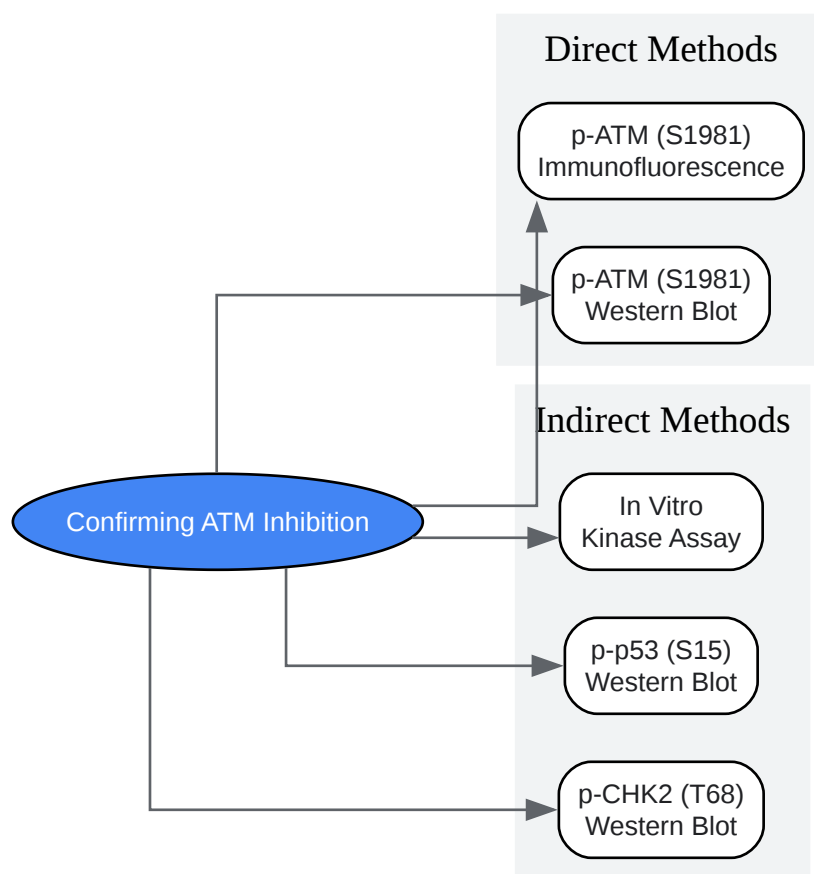 Direct Methods
p-ATM (S1981)
Immunofluorescence
p-ATM (S1981)
Western Blot
Indirect Methods
Confirming ATM Inhibition
In Vitro
Kinase Assay
p-p53 (S15)
Western Blot
p-CHK2 (T68)
Western Blot